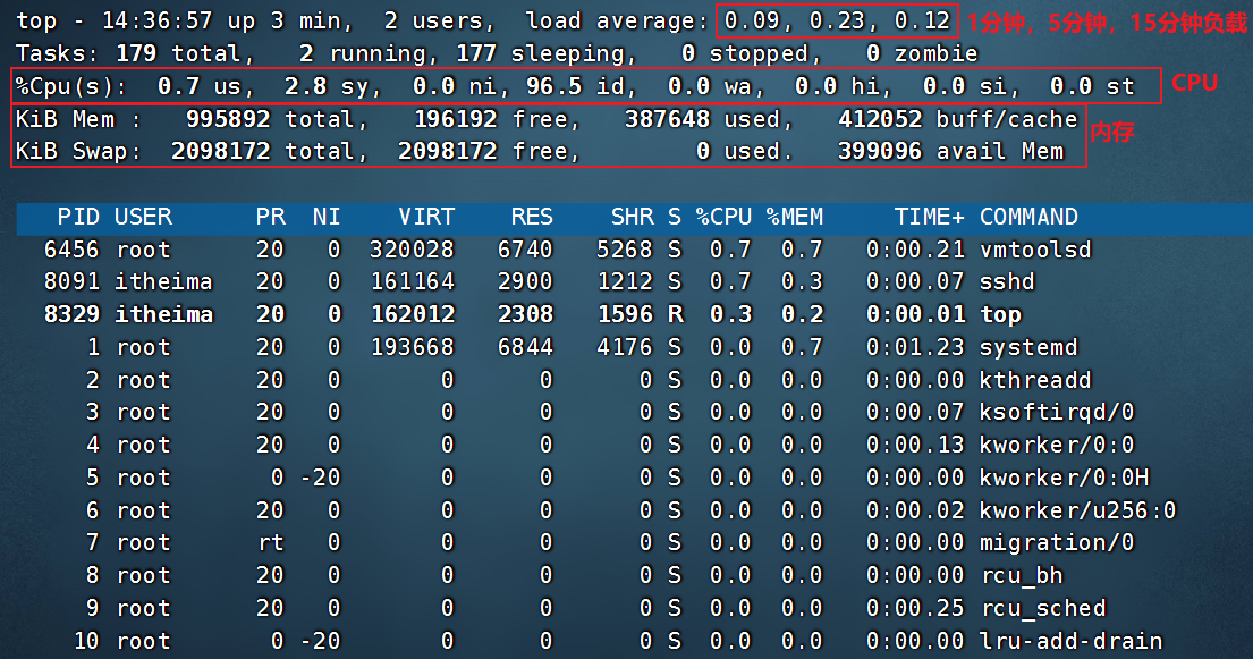 top - 14:36:57 up 3 min,  2 users,  load average: 0.09, 0.23, 0.12 1分钟，5分钟，15分钟负载
Tasks: 179 total,   2 running, 177 sleeping,   0 stopped,   0 zombie
%Cpu(s):  0.7 us,  2.8 sy,  0.0 ni, 96.5 id,  0.0 wa,  0.0 hi,  0.0 si,  0.0 st CPU
KiB Mem :   995892 total,   196192 free,   387648 used,   412052 buff/cache
内存
KiB Swap:  2098172 total,  2098172 free,        0 used.   399096 avail Mem
PID USER      PR  NI    VIRT    RES    SHR S %CPU %MEM     TIME+ COMMAND
6456 root      20   0  320028   6740   5268 S  0.7  0.7   0:00.21 vmtoolsd
8091 itheima   20   0  161164   2900   1212 S  0.7  0.3   0:00.07 sshd
8329 itheima   20   0  162012   2308   1596 R  0.3  0.2   0:00.01 top
1 root      20   0  193668   6844   4176 S  0.0  0.7   0:01.23 systemd
2 root      20   0       0      0      0 S  0.0  0.0   0:00.00 kthreadd
3 root      20   0       0      0      0 S  0.0  0.0   0:00.07 ksoftirqd/0
4 root      20   0       0      0      0 S  0.0  0.0   0:00.13 kworker/0:0
5 root       0 -20       0      0      0 S  0.0  0.0   0:00.00 kworker/0:0H
6 root      20   0       0      0      0 S  0.0  0.0   0:00.02 kworker/u256:0
7 root      rt   0       0      0      0 S  0.0  0.0   0:00.00 migration/0
8 root      20   0       0      0      0 S  0.0  0.0   0:00.00 rcu_bh
9 root      20   0       0      0      0 S  0.0  0.0   0:00.25 rcu_sched
10 root       0 -20       0      0      0 S  0.0  0.0   0:00.00 lru-add-drain